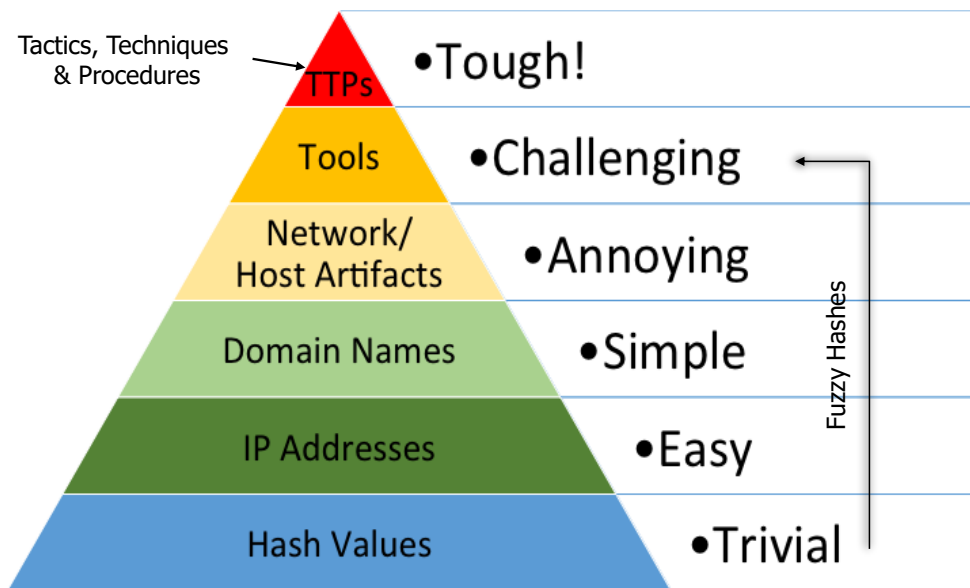 Tactics, Techniques
& Procedures
TTPs
•Tough!
Tools
•Challenging
Network/
Host Artifacts
•Annoying
Domain Names
•Simple
IP Addresses
•Easy
Hash Values
•Trivial
Fuzzy Hashes